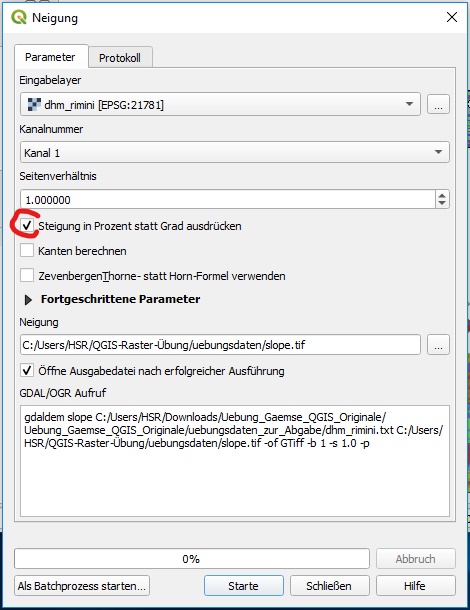 Neigung
Parameter
Protokoll
Eingabelayer
dhm_rimini [EPSG:21781]
...
Kanalnummer
Kanal 1
Seitenverhältnis
1.000000
Steigung in Prozent statt Grad ausdrücken
Kanten berechnen
ZevenbergenThorne- statt Horn-Formel verwenden
Fortgeschrittene Parameter
Neigung
C:/Users/HSR/QGIS-Raster-Übung/uebungsdaten/slope.tif
...
Öffne Ausgabedatei nach erfolgreicher Ausführung
GDAL/OGR Aufruf
gdaldem slope C:/Users/HSR/Downloads/Uebung_Gaemse_QGIS_Originale/
Uebung_Gaemse_QGIS_Originale/uebungsdaten_zur_Abgabe/dhm_rimini.txt C:/Users/
HSR/QGIS-Raster-Übung/uebungsdaten/slope.tif -of GTiff -b 1 -s 1.0 -p
0%
Abbruch
Als Batchprozess starten...
Starte
Schließen
Hilfe